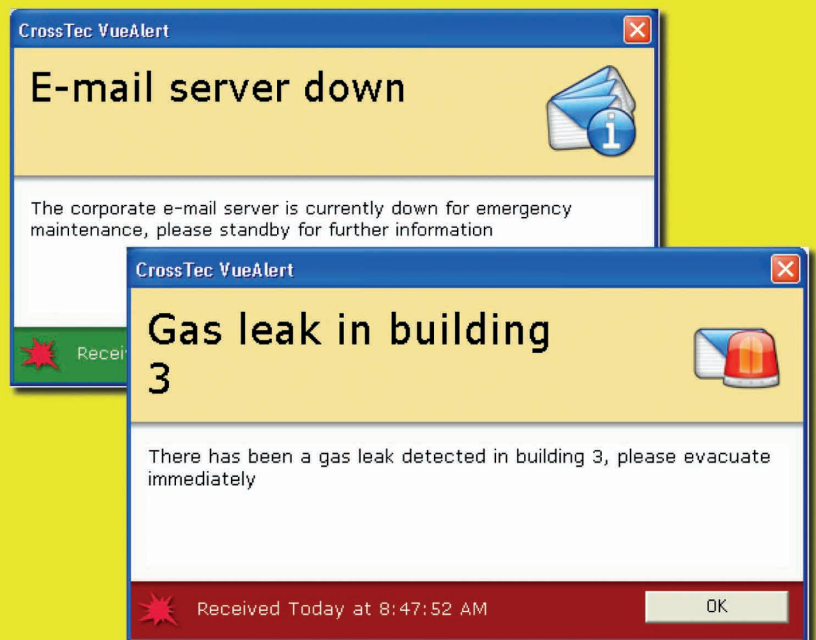 CrossTec VueAlert
E-mail server down
The corporate e-mail server is currently down for emergency
maintenance, please standby for further information
CrossTec VueAlert
Gas leak in building
3
There has been a gas leak detected in building 3, please evacuate
immediately
Received Today at 8:47:52 AM
OK